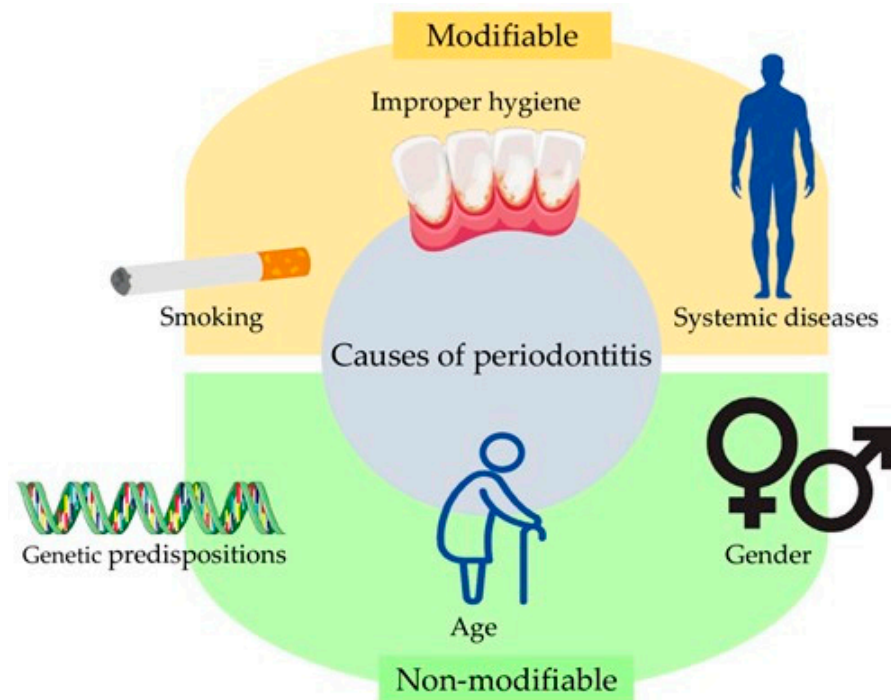 Modifiable
Improper hygiene
Smoking
Systemic diseases
Causes of periodontitis
Genetic predispositions
Gender
Age
Non-modifiable